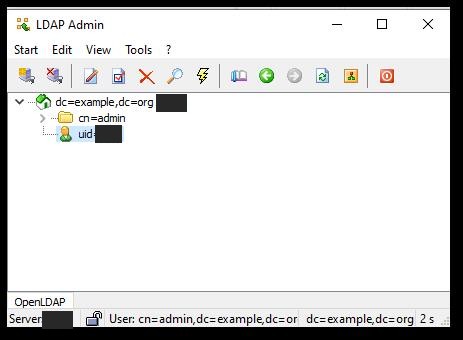 LDAP Admin
Start Edit View Tools ?
dc=example,dc=org
cn=admin
uid=
OpenLDAP
Server: User: cn=admin,dc=example,dc=or dc=example,dc=org 2 s